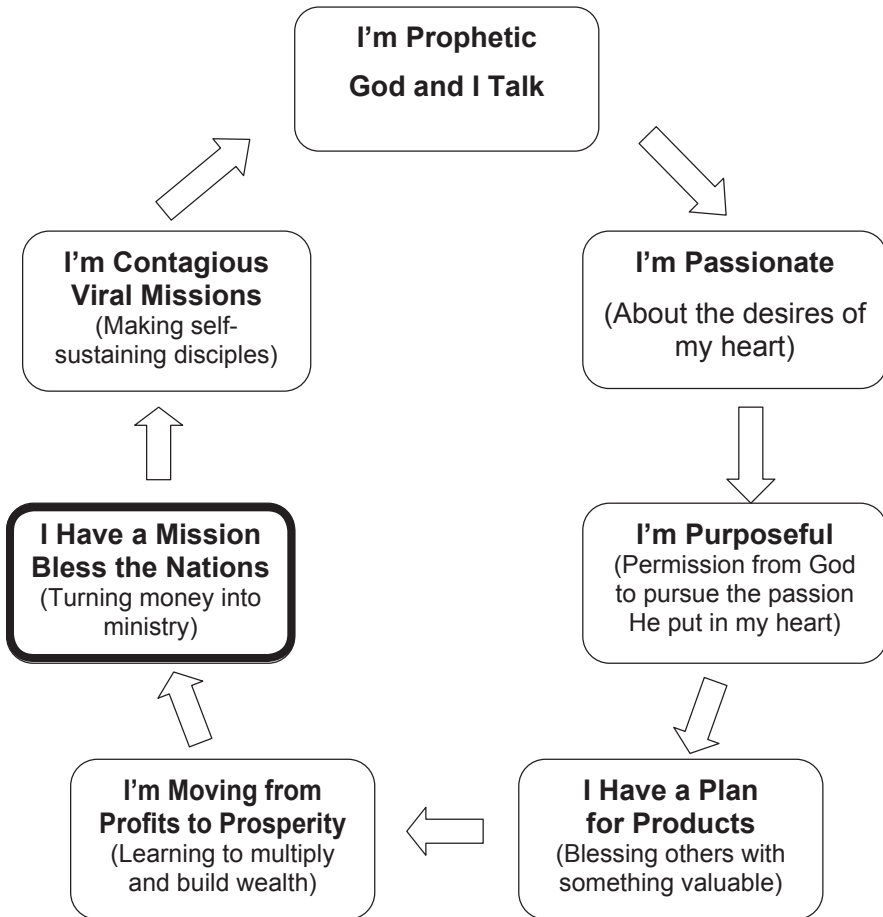 I’m Prophetic
God and I Talk
I’m Passionate
(About the desires of
my heart)
I’m Purposeful
(Permission from God
to pursue the passion
He put in my heart)
I Have a Plan
for Products
(Blessing others with
something valuable)
I’m Moving from
Profits to Prosperity
(Learning to multiply
and build wealth)
I Have a Mission
Bless the Nations
(Turning money into
ministry)
I’m Contagious
Viral Missions
(Making self-
sustaining disciples)